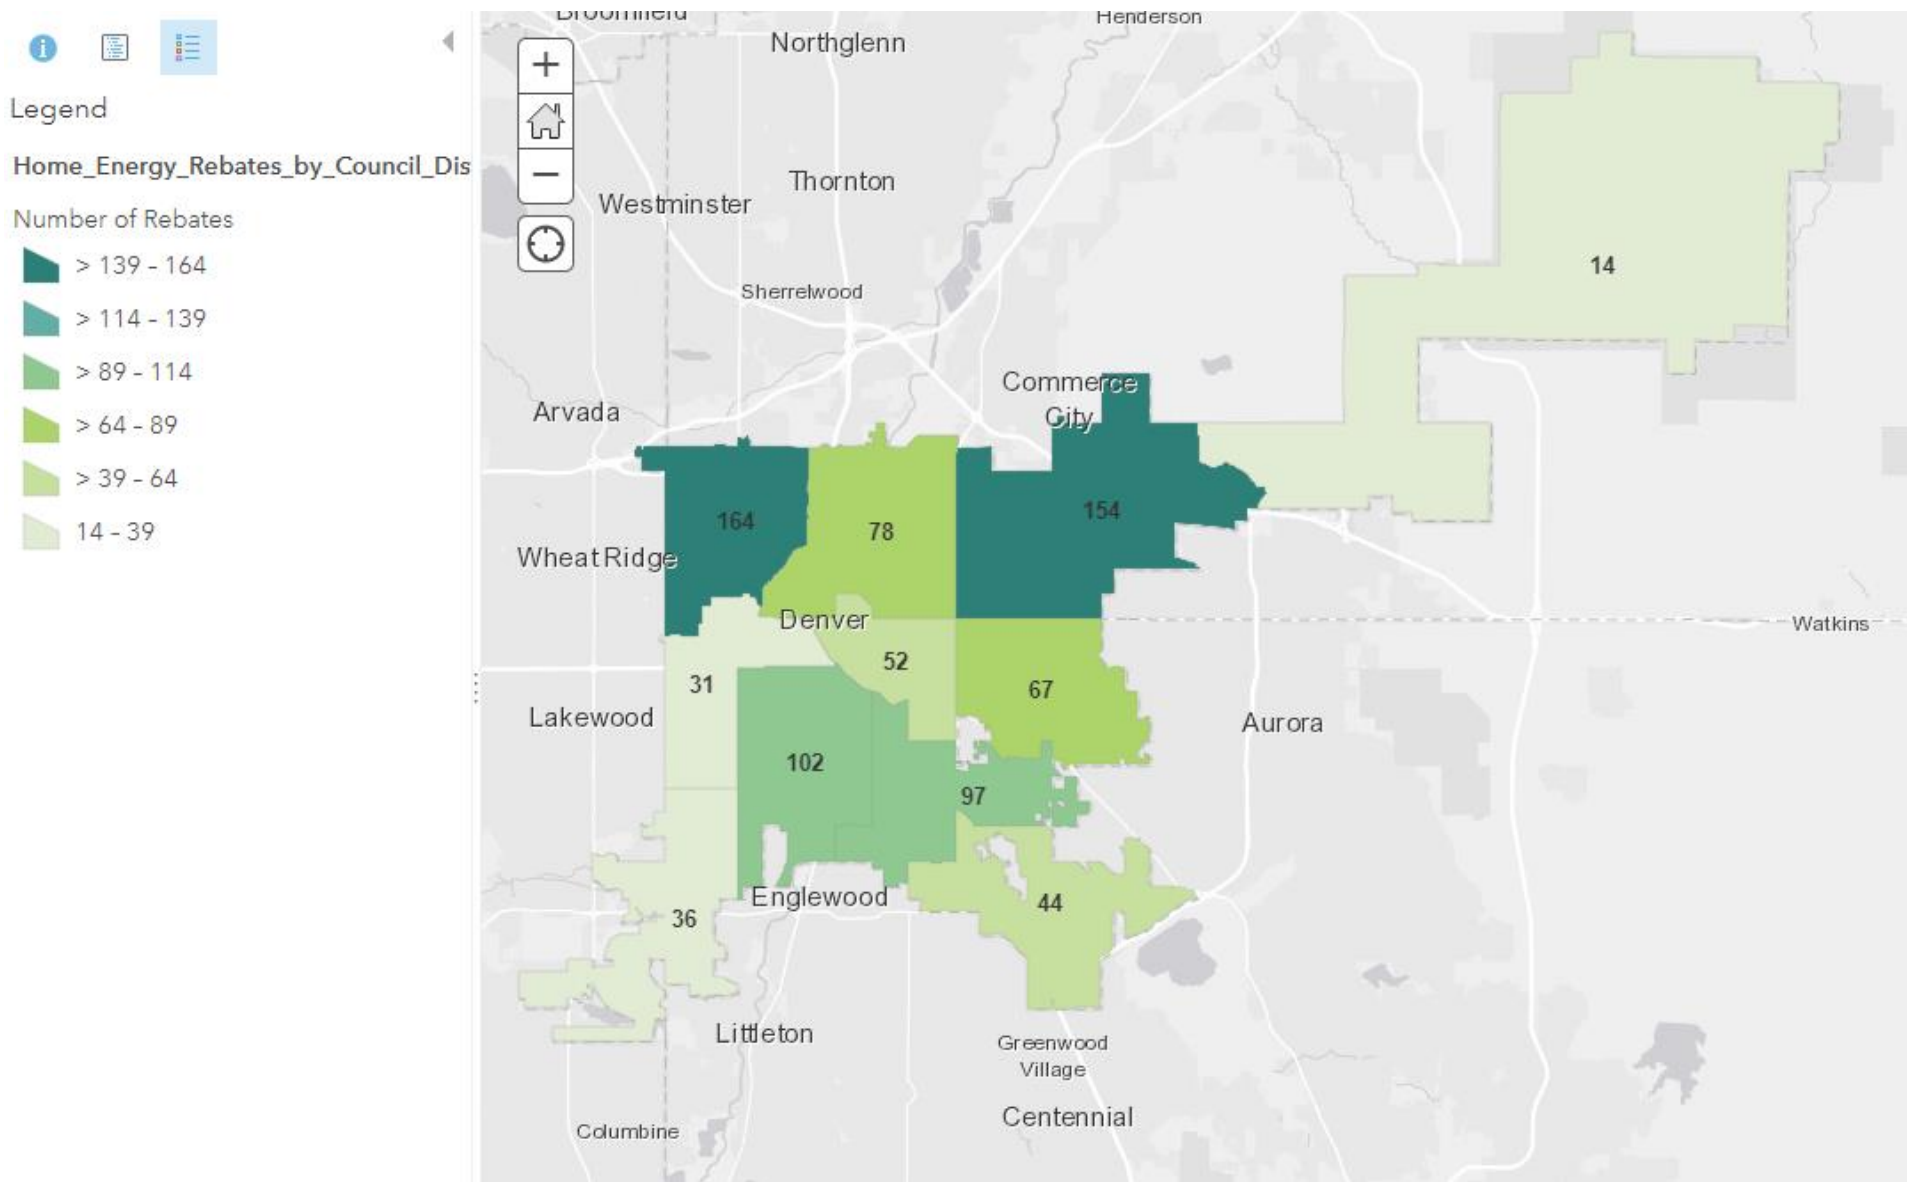 Legend
Home_Energy_Rebates_by_Council_Dis
Number of Rebates
> 139 - 164
> 114 - 139
> 89 - 114
> 64 - 89
> 39 - 64
14 - 39
Broomfield
Henderson
Northglenn
Thornton
Westminster
14
Sherrelwood
Commerce
City
Arvada
164
78
154
Wheat Ridge
Denver
Watkins
52
31
67
Lakewood
Aurora
102
97
Englewood
44
36
Littleton
Greenwood
Village
Centennial
Columbine